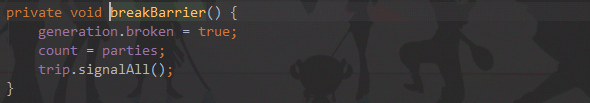 private void breakBarrier() {
    generation.broken = true;
    count = parties;
    trip.signalAll();
}